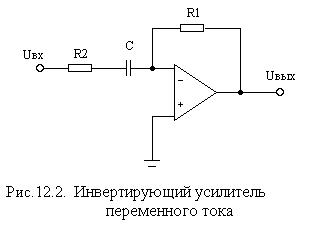 R1
Uвх
R2
C
Uвых
−
+
Рис.12.2. Инвертирующий усилитель
переменного тока